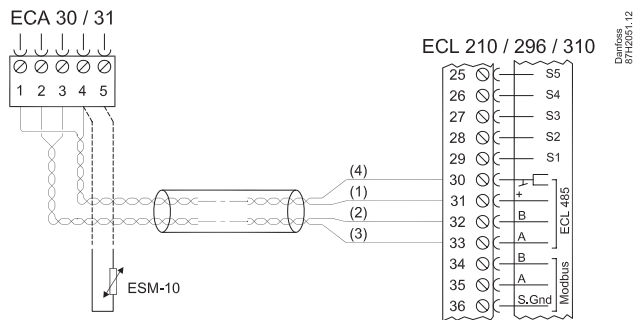 ECA 30 / 31
1 2 3 4 5
ESM-10
(4)
(1)
(2)
(3)
ECL 210 / 296 / 310
25 S5
26 S4
27 S3
28 S2
29 S1
30
31 +
32 B
33 A
34 B
35 A
36 S.Gnd
ECL 485
Modbus
Danfoss
87H2051.12